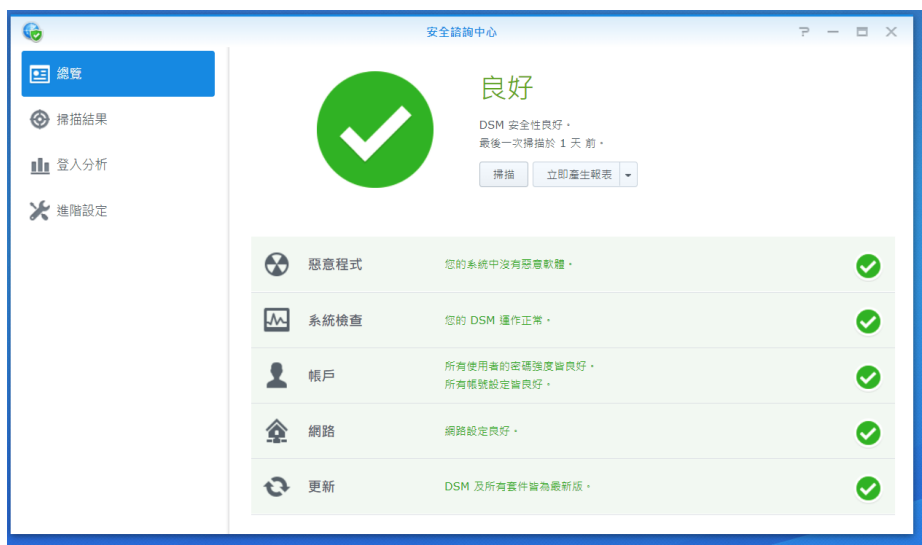 安全諮詢中心
總覽
掃描結果
登入分析
進階設定
良好
DSM 安全性良好。
最後一次掃描於 1 天 前。
掃描
立即產生報表
惡意程式
您的系統中沒有惡意軟體。
系統檢查
您的 DSM 運作正常。
帳戶
所有使用者的密碼強度皆良好。
所有帳號設定皆良好。
網路
網路設定良好。
更新
DSM 及所有套件皆為最新版。